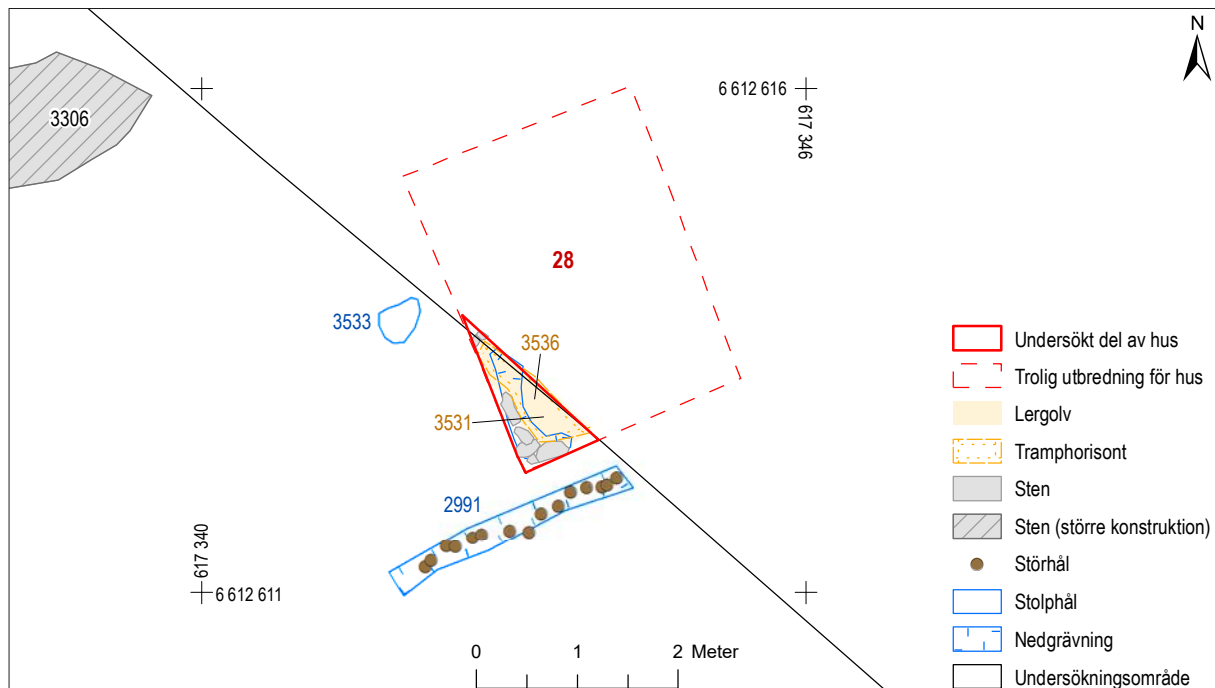 N
3306
6 612 616
617 346
28
3533
3536
3531
2991
617 340
6 612 611
0 1 2 Meter
Undersökt del av hus
Trolig utbredning för hus
Lergolv
Tramphorisont
Sten
Sten (större konstruktion)
Störhål
Stolphål
Nedgrävning
Undersökningsområde